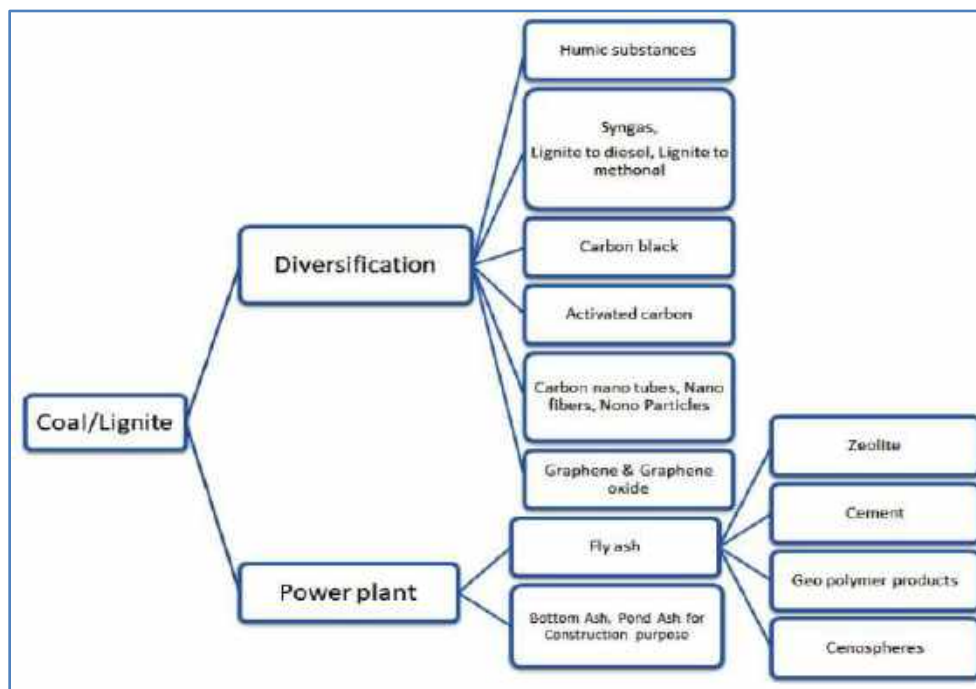 Humic substances
Syngas,
Lignite to diesel, Lignite to
methonal
Diversification
Carbon black
Activated carbon
Carbon nano tubes, Nano
fibers, Nono Particles
Coal/Lignite
Graphene & Graphene
oxide
Zeolite
Cement
Fly ash
Power plant
Geo polymer products
Bottom Ash, Pond Ash for
Construction purpose
Cenospheres